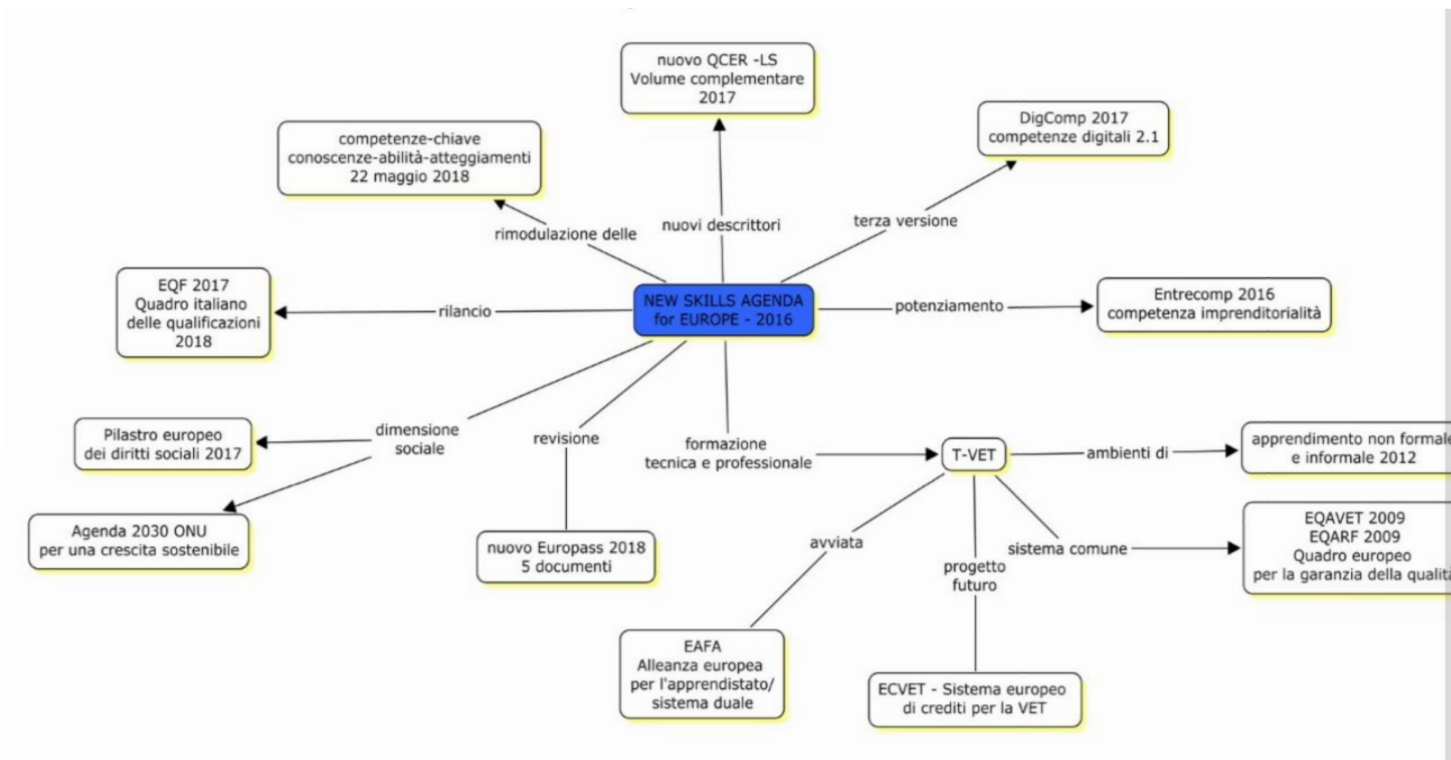 nuovo QCER -LS
Volume complementare
2017
DigComp 2017
competenze digitali 2.1
competenze-chiave
conoscenze-abilità-atteggiamenti
22 maggio 2018
rimodulazione delle
nuovi descrittori
terza versione
EQF 2017
Quadro italiano
delle qualificazioni
2018
rilancio
NEW SKILLS AGENDA
for EUROPE - 2016
potenziamento
Entrecomp 2016
competenza imprenditorialità
Pilastro europeo
dei diritti sociali 2017
dimensione
sociale
revisione
formazione
tecnica e professionale
T-VET
ambienti di
apprendimento non formale
e informale 2012
Agenda 2030 ONU
per una crescita sostenibile
nuovo Europass 2018
5 documenti
avviata
progetto
futuro
sistema comune
EQAVET 2009
EQARF 2009
Quadro europeo
per la garanzia della qualità
EAFA
Alleanza europea
per l'apprendistato/
sistema duale
ECVET - Sistema europeo
di crediti per la VET